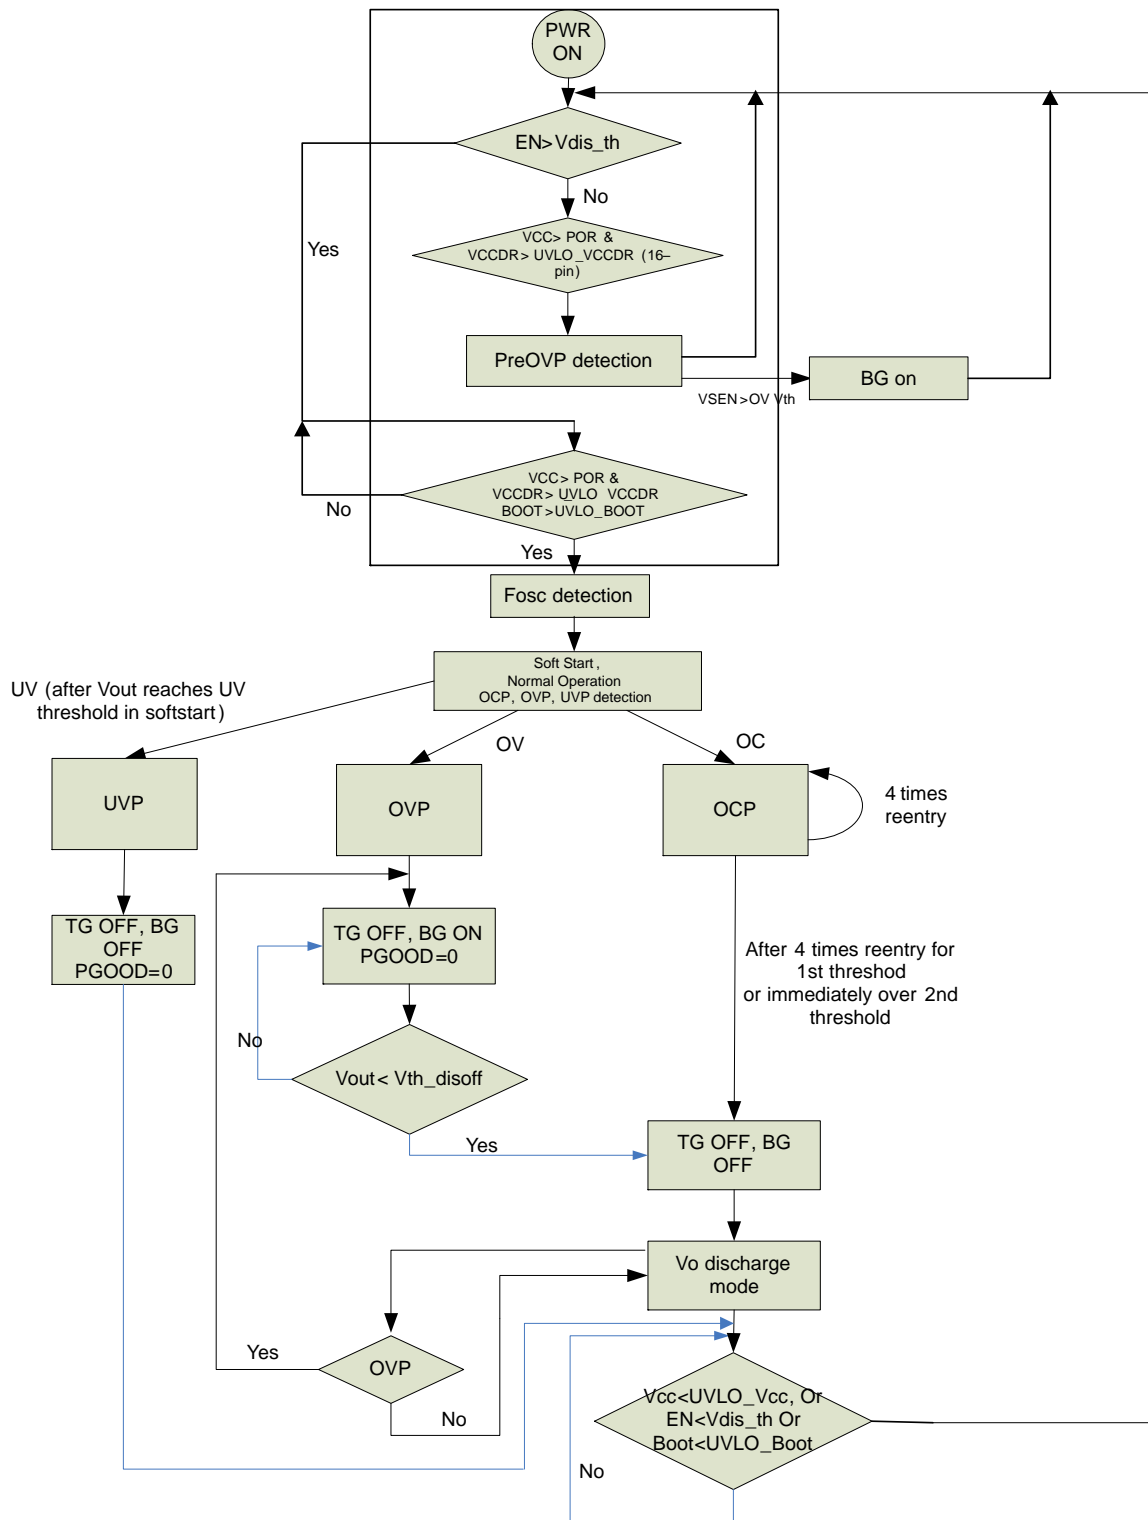 PWR
ON
EN>Vdis_th
No
Yes
VCC> POR &
VCCDR> UVLO_VCCDR (16–
pin)
PreOVP detection
BG on
VSEN>OV Vth
VCC> POR &
VCCDR> UVLO_VCCDR
BOOT>UVLO_BOOT
No
Yes
Fosc detection
Soft Start,
Normal Operation
OCP, OVP, UVP detection
UV (after Vout reaches UV
threshold in softstart)
OV
OC
UVP
OVP
OCP
4 times
reentry
TG OFF, BG
OFF
PGOOD=0
TG OFF, BG ON
PGOOD=0
After 4 times reentry for
1st threshod
or immediately over 2nd
threshold
No
Vout< Vth_disoff
Yes
TG OFF, BG
OFF
Vo discharge
mode
Yes
OVP
No
Vcc<UVLO_Vcc, Or
EN<Vdis_th Or
Boot<UVLO_Boot
No